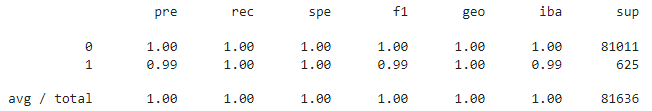 pre rec spe f1 geo iba sup
0 1.00 1.00 1.00 1.00 1.00 1.00 81011
1 0.99 1.00 1.00 0.99 1.00 0.99 625
avg / total 1.00 1.00 1.00 1.00 1.00 1.00 81636